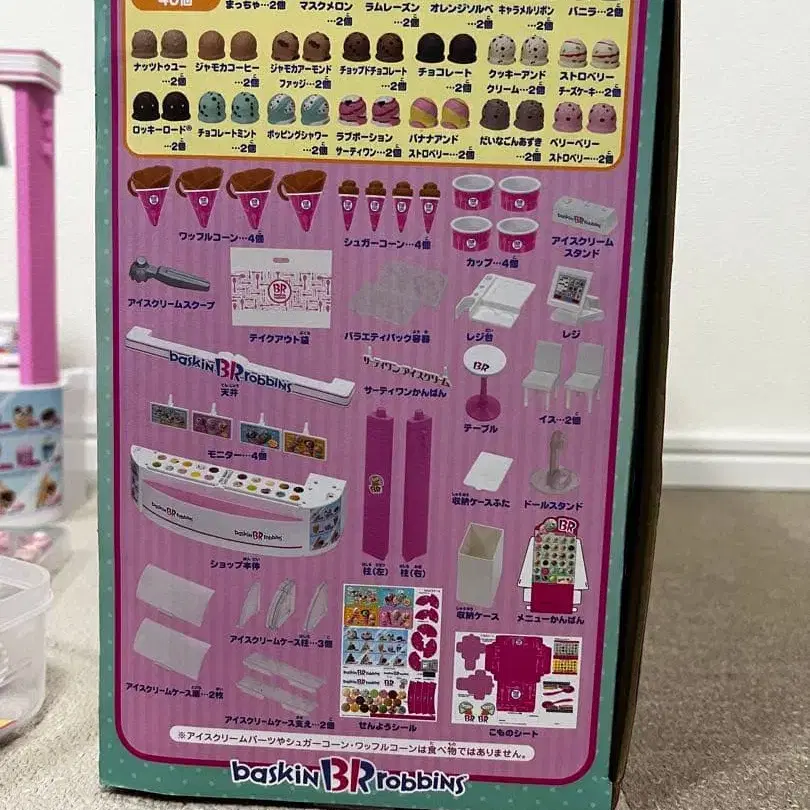 40個
まっちゃ…2個
マスクメロン
…2個
ラムレーズン
…2個
オレンジソルベ
…2個
キャラメルリボン
…2個
バニラ…2個
ナッツトゥユー
…2個
ジャモカコーヒー
…2個
ジャモカアーモンド
ファッジ…2個
チョップドチョコレート
…2個
チョコレート
…2個
クッキーアンド
クリーム…2個
ストロベリー
チーズケーキ…2個
ロッキーロード®
…2個
チョコレートミント
…2個
ポッピングシャワー
…2個
ラブポーション
サーティワン…2個
バナナアンド
ストロベリー…2個
だいなごんあずき
…2個
ベリーベリー
ストロベリー…2個
ワッフルコーン…4個
シュガーコーン…4個
カップ…4個
baskin BR robbins
アイスクリーム
スタンド
アイスクリームスクープ
BR
テイクアウト袋
バラエティパック容器
レジ台
レジ
baskin BR robbins
天井
サーティワンアイスクリーム
サーティワンかんばん
BR
テーブル
イス…2個
モニター…4個
baskin BR robbins
baskin BR robbins
ショップ本体
柱(左)
柱(右)
収納ケースふた
ドールスタンド
収納ケース
BR
メニューかんばん
アイスクリームケース柱…3個
アイスクリームケース扉…2枚
アイスクリームケース支え…2個
baskin BR robbins
せんようシール
こものシート
※アイスクリームパーツやシュガーコーン・ワッフルコーンは食べ物ではありません。
baskin BR robbins